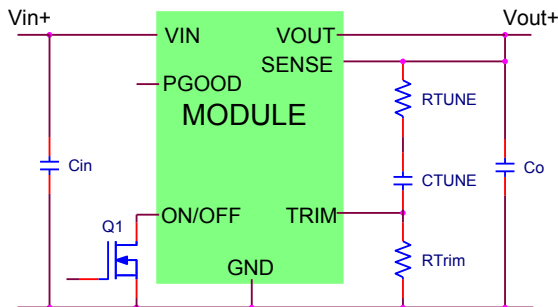 Vin+
Vout+
VIN
VOUT
SENSE
PGOOD
RTUNE
MODULE
Cin
CTUNE
Co
Q1
ON/OFF
TRIM
GND
RTrim